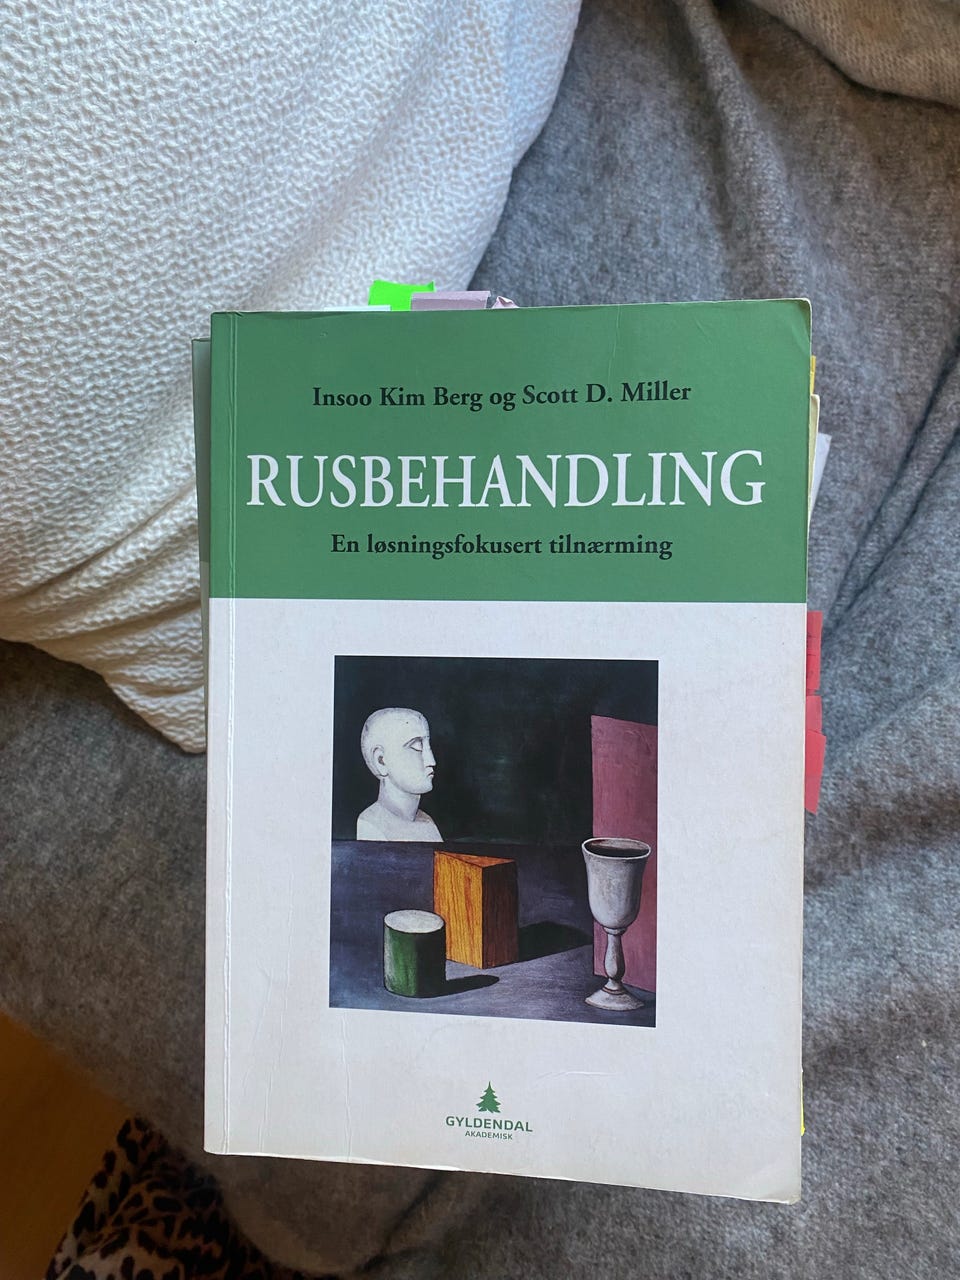 Insoo Kim Berg og Scott D. Miller
RUSBEHANDLING
En løsningsfokusert tilnærming
GYLDENDAL
AKADEMISK